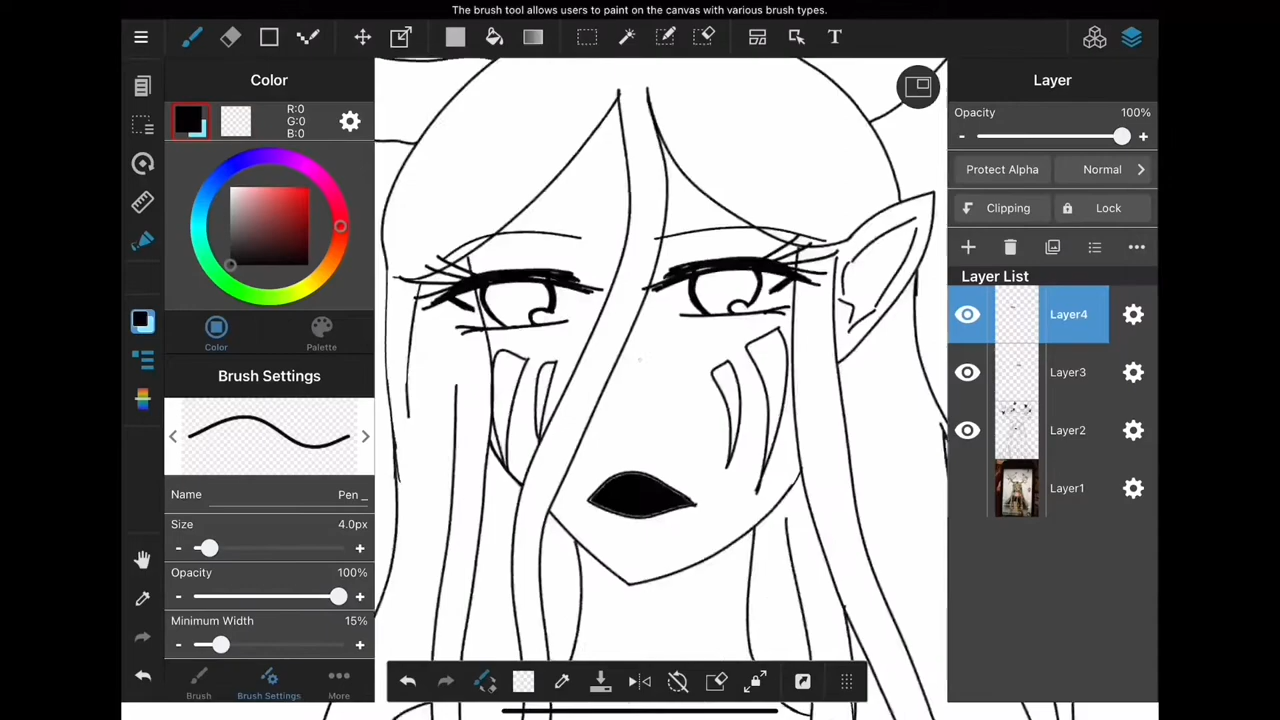 The brush tool allows users to paint on the canvas with various brush types.
T
Color
Layer
R:0
G:0
B:0
Opacity
100%
-
+
Protect Alpha
Normal
Clipping
Lock
Layer List
Layer4
Layer3
Layer2
Layer1
Color
Palette
Brush Settings
Name
Pen _
Size
4.0px
-
+
Opacity
100%
-
+
Minimum Width
15%
-
+
Brush
Brush Settings
More